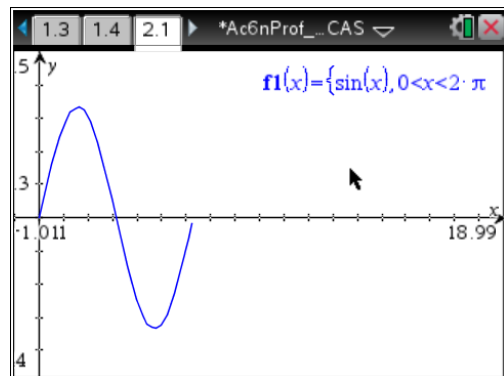 1.3 1.4 2.1 *Ac6nProf_...CAS
.5 y
f1(x)={sin(x), 0<x<2· π
.3
x
-1.011 18.99
.4